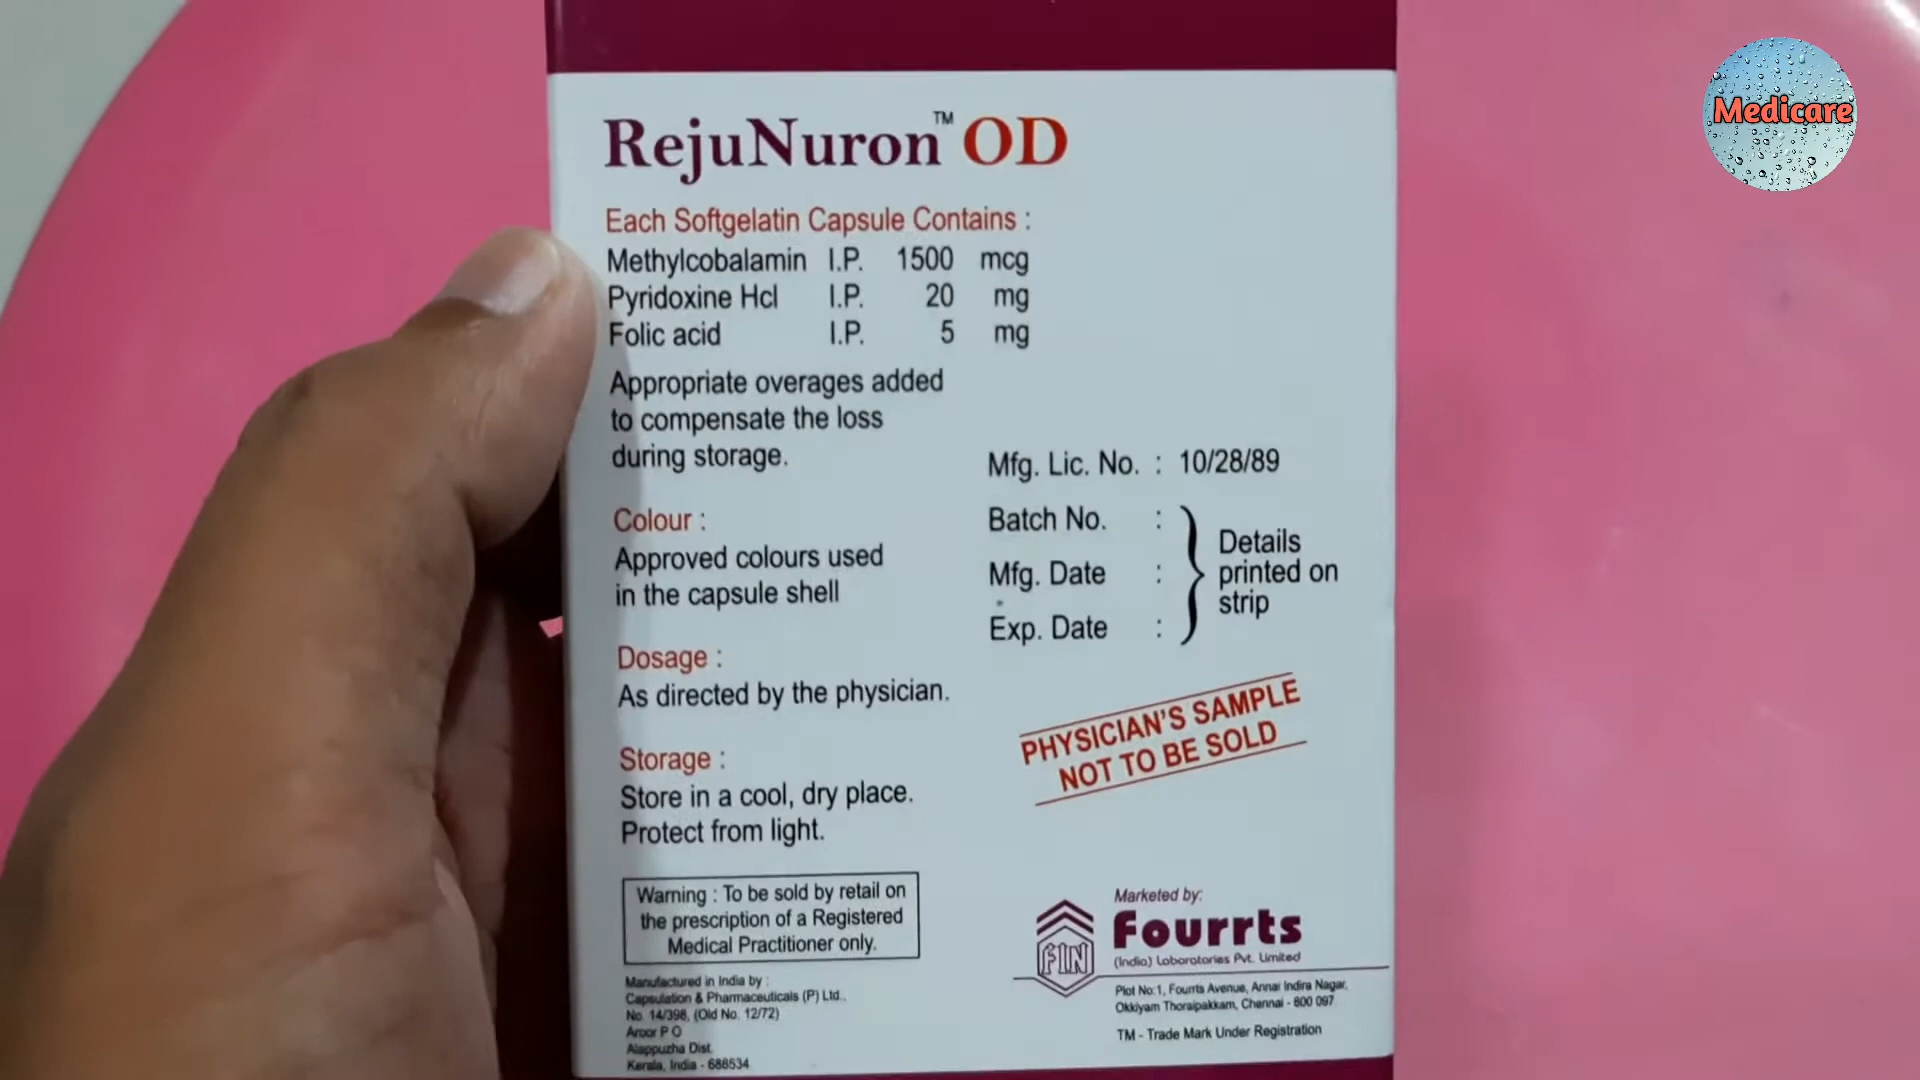 RejuNuron™ OD
Each Softgelatin Capsule Contains :
Methylcobalamin I.P. 1500 mcg
Pyridoxine Hcl I.P. 20 mg
Folic acid I.P. 5 mg
Appropriate overages added
to compensate the loss
during storage.
Colour :
Approved colours used
in the capsule shell
Dosage :
As directed by the physician.
Storage :
Store in a cool, dry place.
Protect from light.
Warning : To be sold by retail on
the prescription of a Registered
Medical Practitioner only.
Manufactured in India by :
Capsulation & Pharmaceuticals (P) Ltd.,
No. 14/398, (Old No. 12/72)
Aroor P O
Alappuzha Dist.
Kerala, India - 688534
Mfg. Lic. No. : 10/28/89
Batch No. :
Mfg. Date :
Exp. Date :
Details
printed on
strip
PHYSICIAN'S SAMPLE
NOT TO BE SOLD
FIN
Marketed by:
Fourrts
(India) Laboratories Pvt. Limited
Plot No:1, Fourrts Avenue, Annai Indira Nagar,
Okkiyam Thoraipakkam, Chennai - 600 097
TM - Trade Mark Under Registration
Medicare